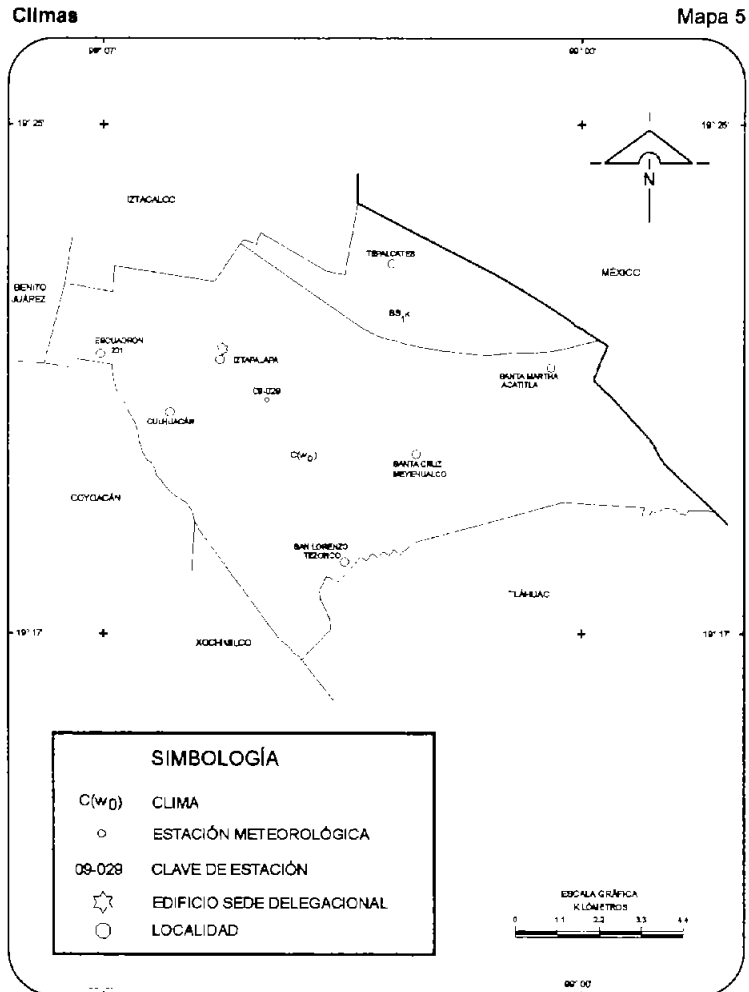 Climas
Mapa 5
99° 07'
99° 00'
19° 25'
19° 25'
N
IZTACALCO
TEPALCATES
MÉXICO
BENITO
JUÁREZ
BS₁K
ESCUADRON
201
IZTAPALAPA
SANTA MARTHA
ACATITLA
09-029
CULHUACÁN
C(w₀)
SANTA CRUZ
MEYEHUALCO
COYOACÁN
SAN LORENZO
TEZONCO
TLÁHUAC
19° 17'
19° 17'
XOCHIMILCO
SIMBOLOGÍA
C(w₀) CLIMA
ESTACIÓN METEOROLÓGICA
09-029 CLAVE DE ESTACIÓN
EDIFICIO SEDE DELEGACIONAL
LOCALIDAD
ESCALA GRÁFICA
KILÓMETROS
0 1.1 2.2 3.3 4.4
99° 00'